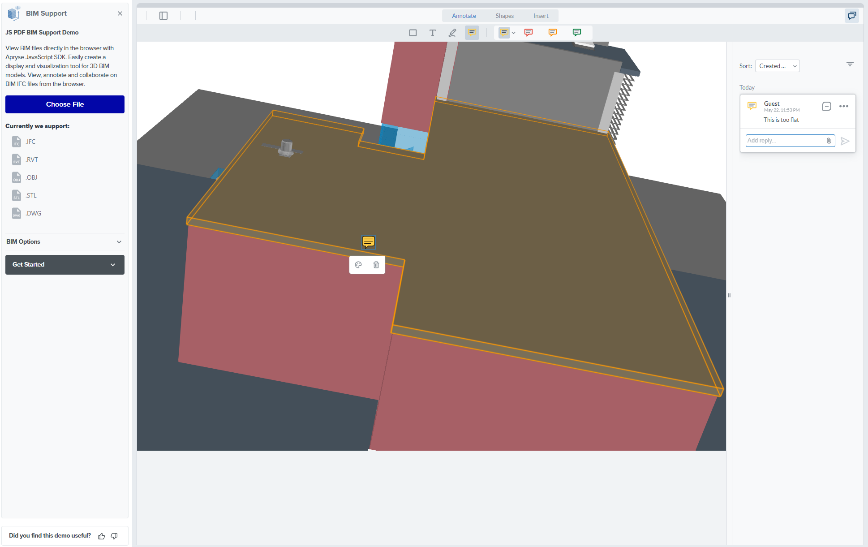 BIM Support
JS PDF BIM Support Demo
View BIM files directly in the browser with
Apryse JavaScript SDK. Easily create a
display and visualization tool for 3D BIM
models. View, annotate and collaborate on
BIM IFC files from the browser.
Choose File
Currently we support:
.IFC
.RVT
.OBJ
.STL
.DWG
BIM Options
Get Started
Did you find this demo useful?
Annotate
Shapes
Insert
Sort:
Created...
Today
Guest
May 22,
This is too flat
Add reply...